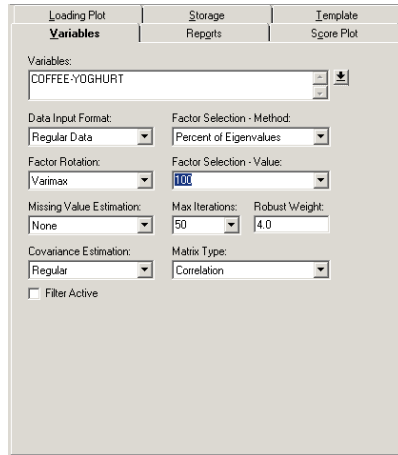 Loading Plot Storage Template
Variables Reports Score Plot
Variables:
COFFEE-YOGHURT
Data Input Format: Factor Selection - Method:
Regular Data Percent of Eigenvalues
Factor Rotation: Factor Selection - Value:
Varimax 100
Missing Value Estimation: Max Iterations: Robust Weight:
None 50 4.0
Covariance Estimation: Matrix Type:
Regular Correlation
Filter Active